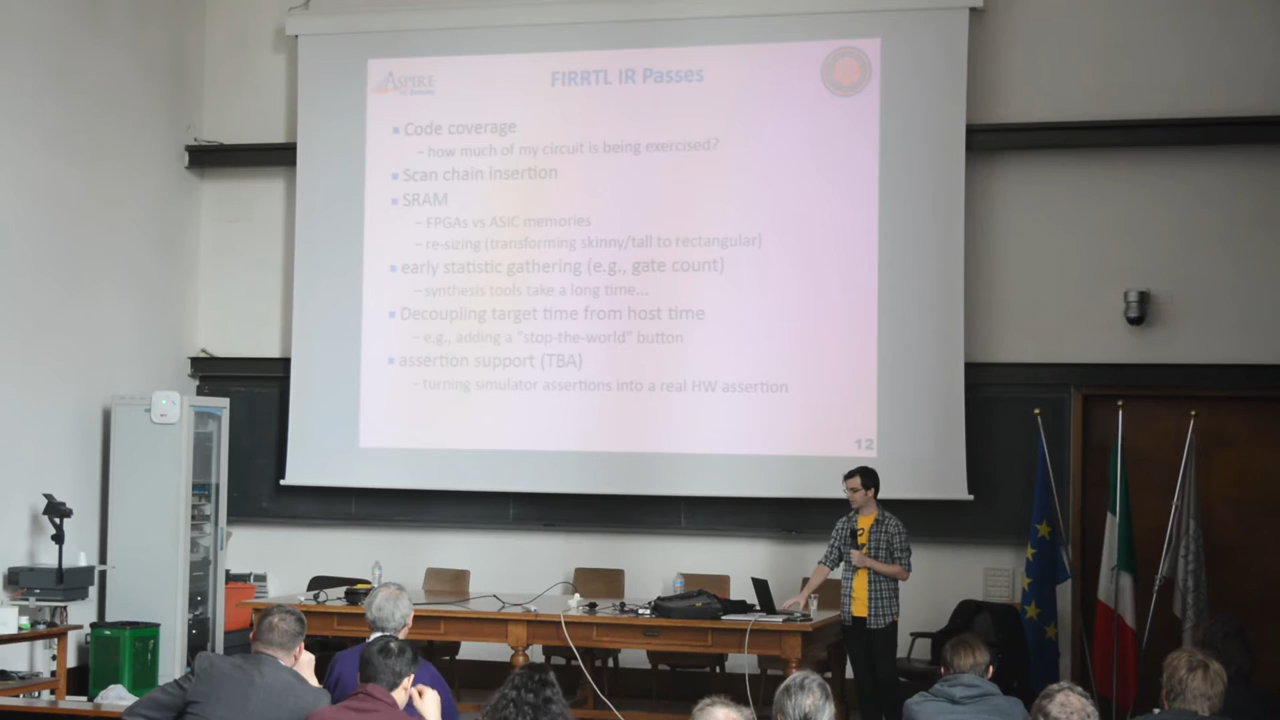 ASPIRE
FIRRTL IR Passes
▪ Code coverage
– how much of my circuit is being exercised?
▪ Scan chain insertion
▪ SRAM
– FPGAs vs ASIC memories
– re-sizing (transforming skinny/tall to rectangular)
▪ early statistic gathering (e.g., gate count)
– synthesis tools take a long time...
▪ Decoupling target time from host time
– e.g., adding a "stop-the-world" button
▪ assertion support (TBA)
– turning simulator assertions into a real HW assertion
12